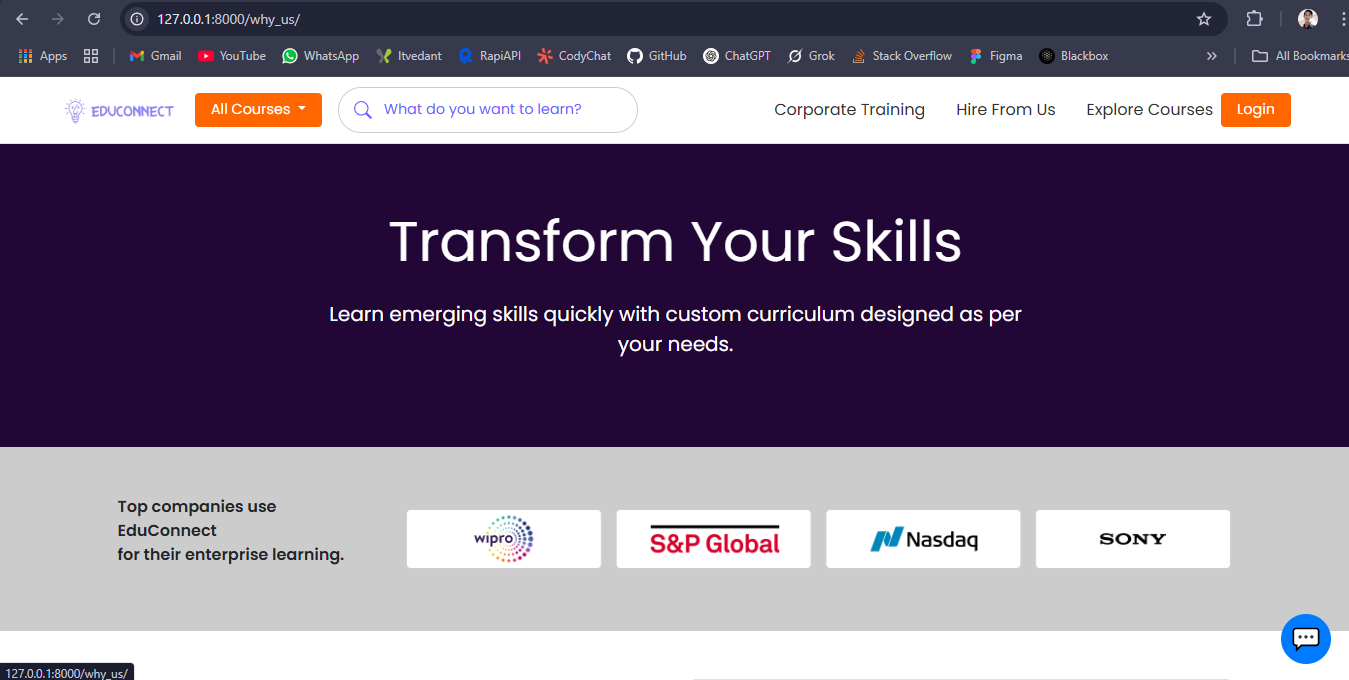 127.0.0.1:8000/why_us/
Apps Gmail YouTube WhatsApp Itvedant RapiAPI CodyChat GitHub ChatGPT Grok Stack Overflow Figma Blackbox » All Bookmarks
EDUCONNECT All Courses What do you want to learn? Corporate Training Hire From Us Explore Courses Login
Transform Your Skills
Learn emerging skills quickly with custom curriculum designed as per
your needs.
Top companies use
EduConnect
for their enterprise learning.
wipro S&P Global Nasdaq SONY
127.0.0.1:8000/why_us/